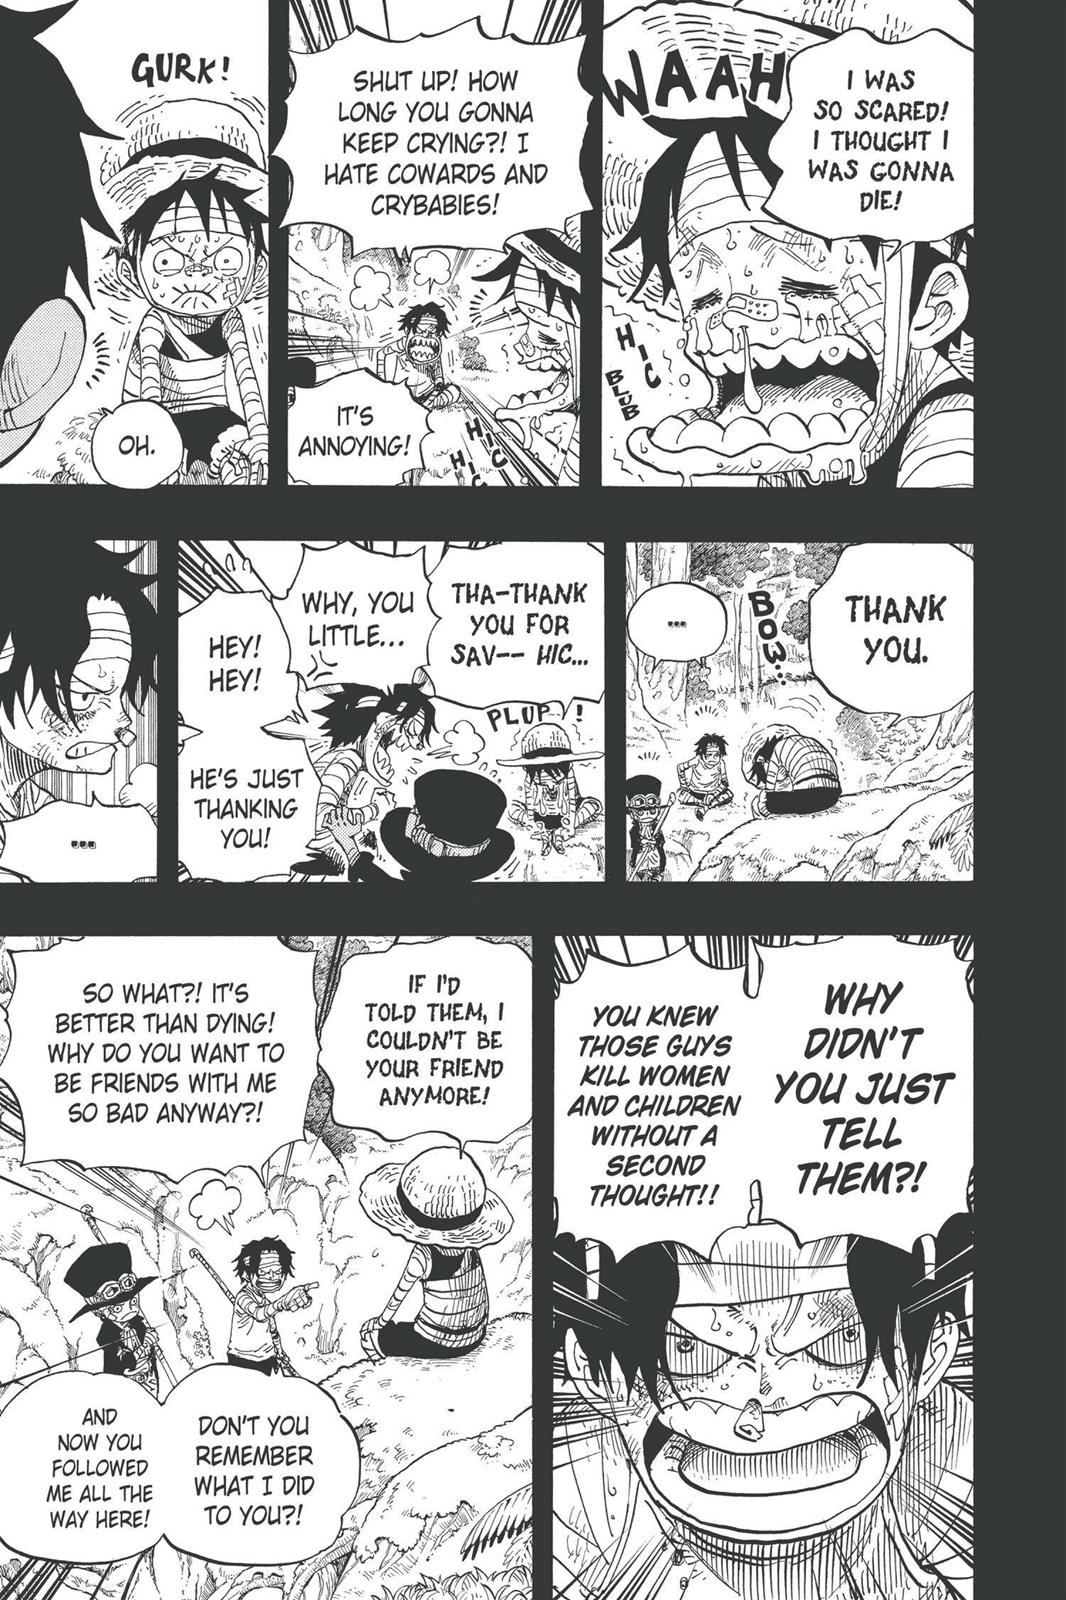 WAAH
I WAS
SO SCARED!
I THOUGHT I
WAS GONNA
DIE!
HIC
BLUB
SHUT UP! HOW
LONG YOU GONNA
KEEP CRYING?! I
HATE COWARDS AND
CRYBABIES!
IT'S
ANNOYING!
HIC
HIC
GURK!
OH.
THANK
YOU.
BOW...
...
THA-THANK
YOU FOR
SAV-- HIC...
PLUP!
WHY, YOU
LITTLE...
HEY!
HEY!
HE'S JUST
THANKING
YOU!
...
WHY
DIDN'T
YOU JUST
TELL
THEM?!
YOU KNEW
THOSE GUYS
KILL WOMEN
AND CHILDREN
WITHOUT A
SECOND
THOUGHT!!
IF I'D
TOLD THEM, I
COULDN'T BE
YOUR FRIEND
ANYMORE!
SO WHAT?! IT'S
BETTER THAN DYING!
WHY DO YOU WANT TO
BE FRIENDS WITH ME
SO BAD ANYWAY?!
DON'T YOU
REMEMBER
WHAT I DID
TO YOU?!
AND
NOW YOU
FOLLOWED
ME ALL THE
WAY HERE!